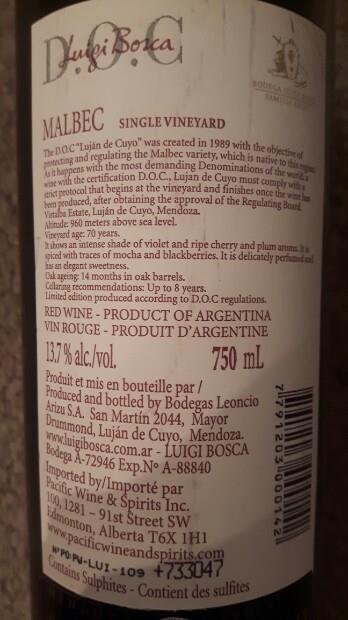 D.O.C
Luigi Bosca
BODEGA
FAMILIA
MALBEC SINGLE VINEYARD
The D.O.C "Luján de Cuyo" was created in 1989 with the objective of
protecting and regulating the Malbec variety, which is native to this
As it happens with the most demanding Denominations of the world, a
wine with the certification D.O.C., Lujan de Cuyo must comply with a
strict protocol that begins at the vineyard and finishes once the wine has
been produced, after obtaining the approval of the Regulating Board.
Vistalba Estate, Luján de Cuyo, Mendoza.
Altitude: 960 meters above sea level.
Vineyard age: 70 years.
It shows an intense shade of violet and ripe cherry and plum aroma. It is
spiced with traces of mocha and blackberries. It is delicately perfumed and
has an elegant sweetness.
Oak ageing: 14 months in oak barrels.
Cellaring recommendations: Up to 8 years.
Limited edition produced according to D.O.C regulations.
RED WINE - PRODUCT OF ARGENTINA
VIN ROUGE - PRODUIT D'ARGENTINE
13.7% alc./vol. 750 mL
Produit et mis en bouteille par /
Produced and bottled by Bodegas Leoncio
Arizu S.A. San Martín 2044, Mayor
Drummond, Luján de Cuyo, Mendoza.
www.luigibosca.com.ar - LUIGI BOSCA
Bodega A-72946 Exp.Nº A-88840
Imported by/Importé par
Pacific Wine & Spirits Inc.
100, 1281 - 91st Street SW
Edmonton, Alberta T6X 1H1
www.pacificwineandspirits.com
Nº PO:PW-LUI-109 +733047
Contains Sulphites - Contient des sulfites
7791203000142